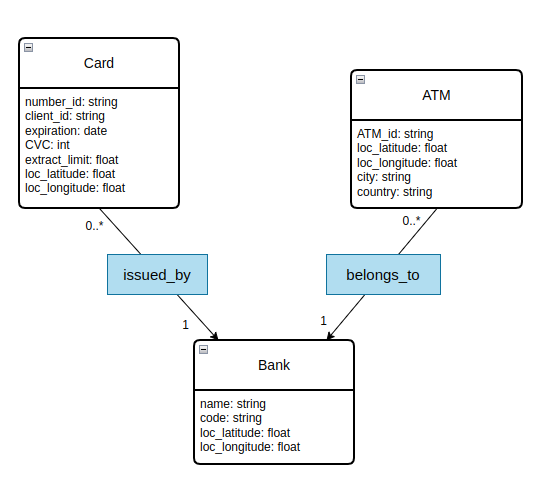 Card
number_id: string
client_id: string
expiration: date
CVC: int
extract_limit: float
loc_latitude: float
loc_longitude: float
ATM
ATM_id: string
loc_latitude: float
loc_longitude: float
city: string
country: string
0..*
0..*
issued_by
belongs_to
1
1
Bank
name: string
code: string
loc_latitude: float
loc_longitude: float